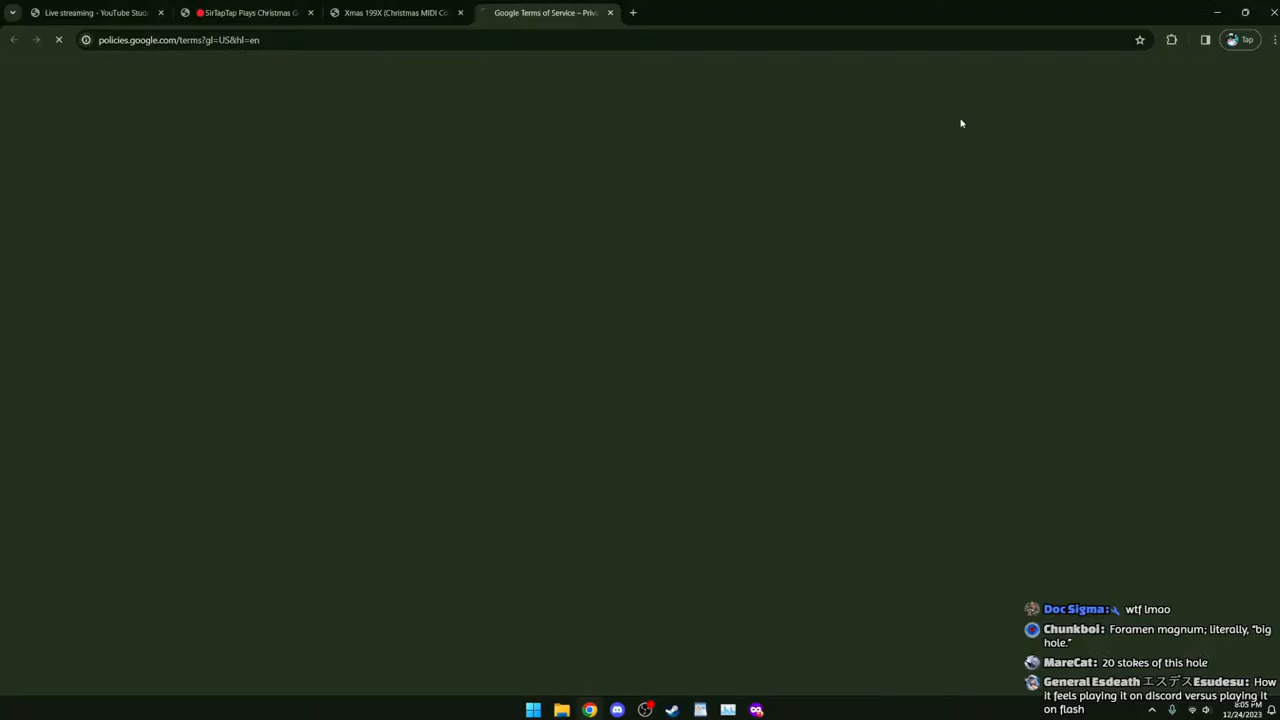 Live streaming - YouTube Stud
SirTapTap Plays Christmas G
Xmas 199X (Christmas MIDI Co
Google Terms of Service – Priv
policies.google.com/terms?gl=US&hl=en
Tap
Doc Sigma: wtf lmao
Chunkboi: Foramen magnum; literally, “big
hole.”
MareCat: 20 stokes of this hole
General Esdeath エスデスEsudesu: How
it feels playing it on discord versus playing it
on flash
8:05 PM
12/24/2023